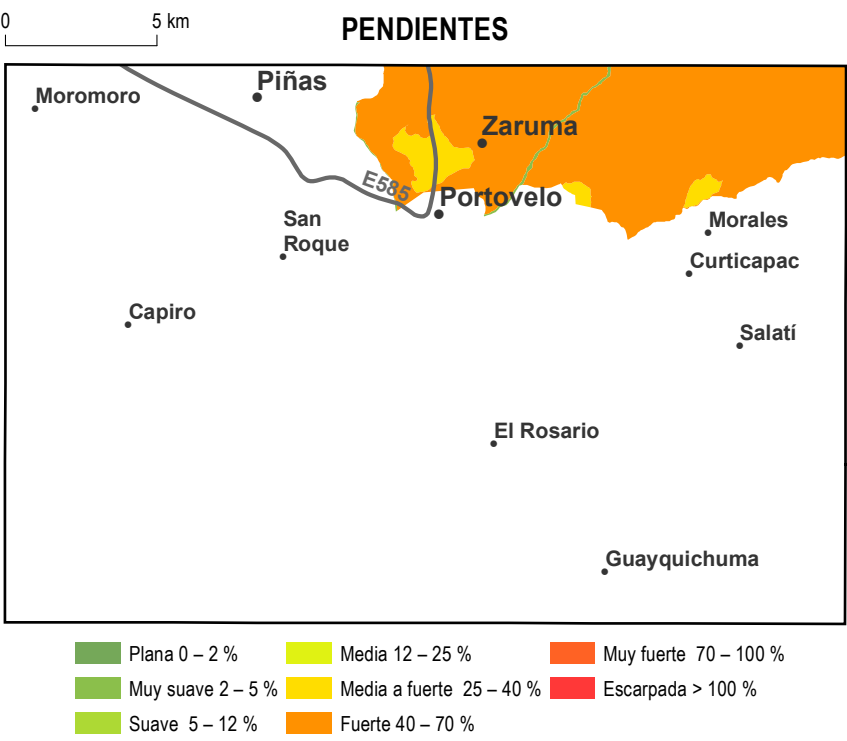 0 5 km
PENDIENTES
Moromoro
Piñas
Zaruma
E585
Portovelo
San
Roque
Morales
Curticapac
Capiro
Salatí
El Rosario
Guayquichuma
Plana 0 – 2 %
Media 12 – 25 %
Muy fuerte 70 – 100 %
Muy suave 2 – 5 %
Media a fuerte 25 – 40 %
Escarpada > 100 %
Suave 5 – 12 %
Fuerte 40 – 70 %